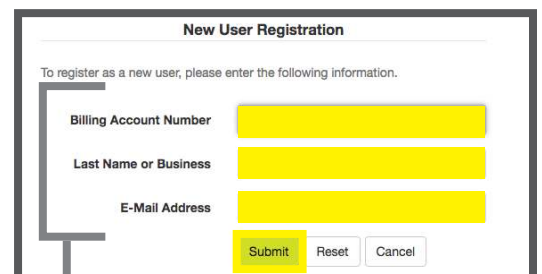 New User Registration
To register as a new user, please enter the following information.
Billing Account Number
Last Name or Business
E-Mail Address
Submit Reset Cancel